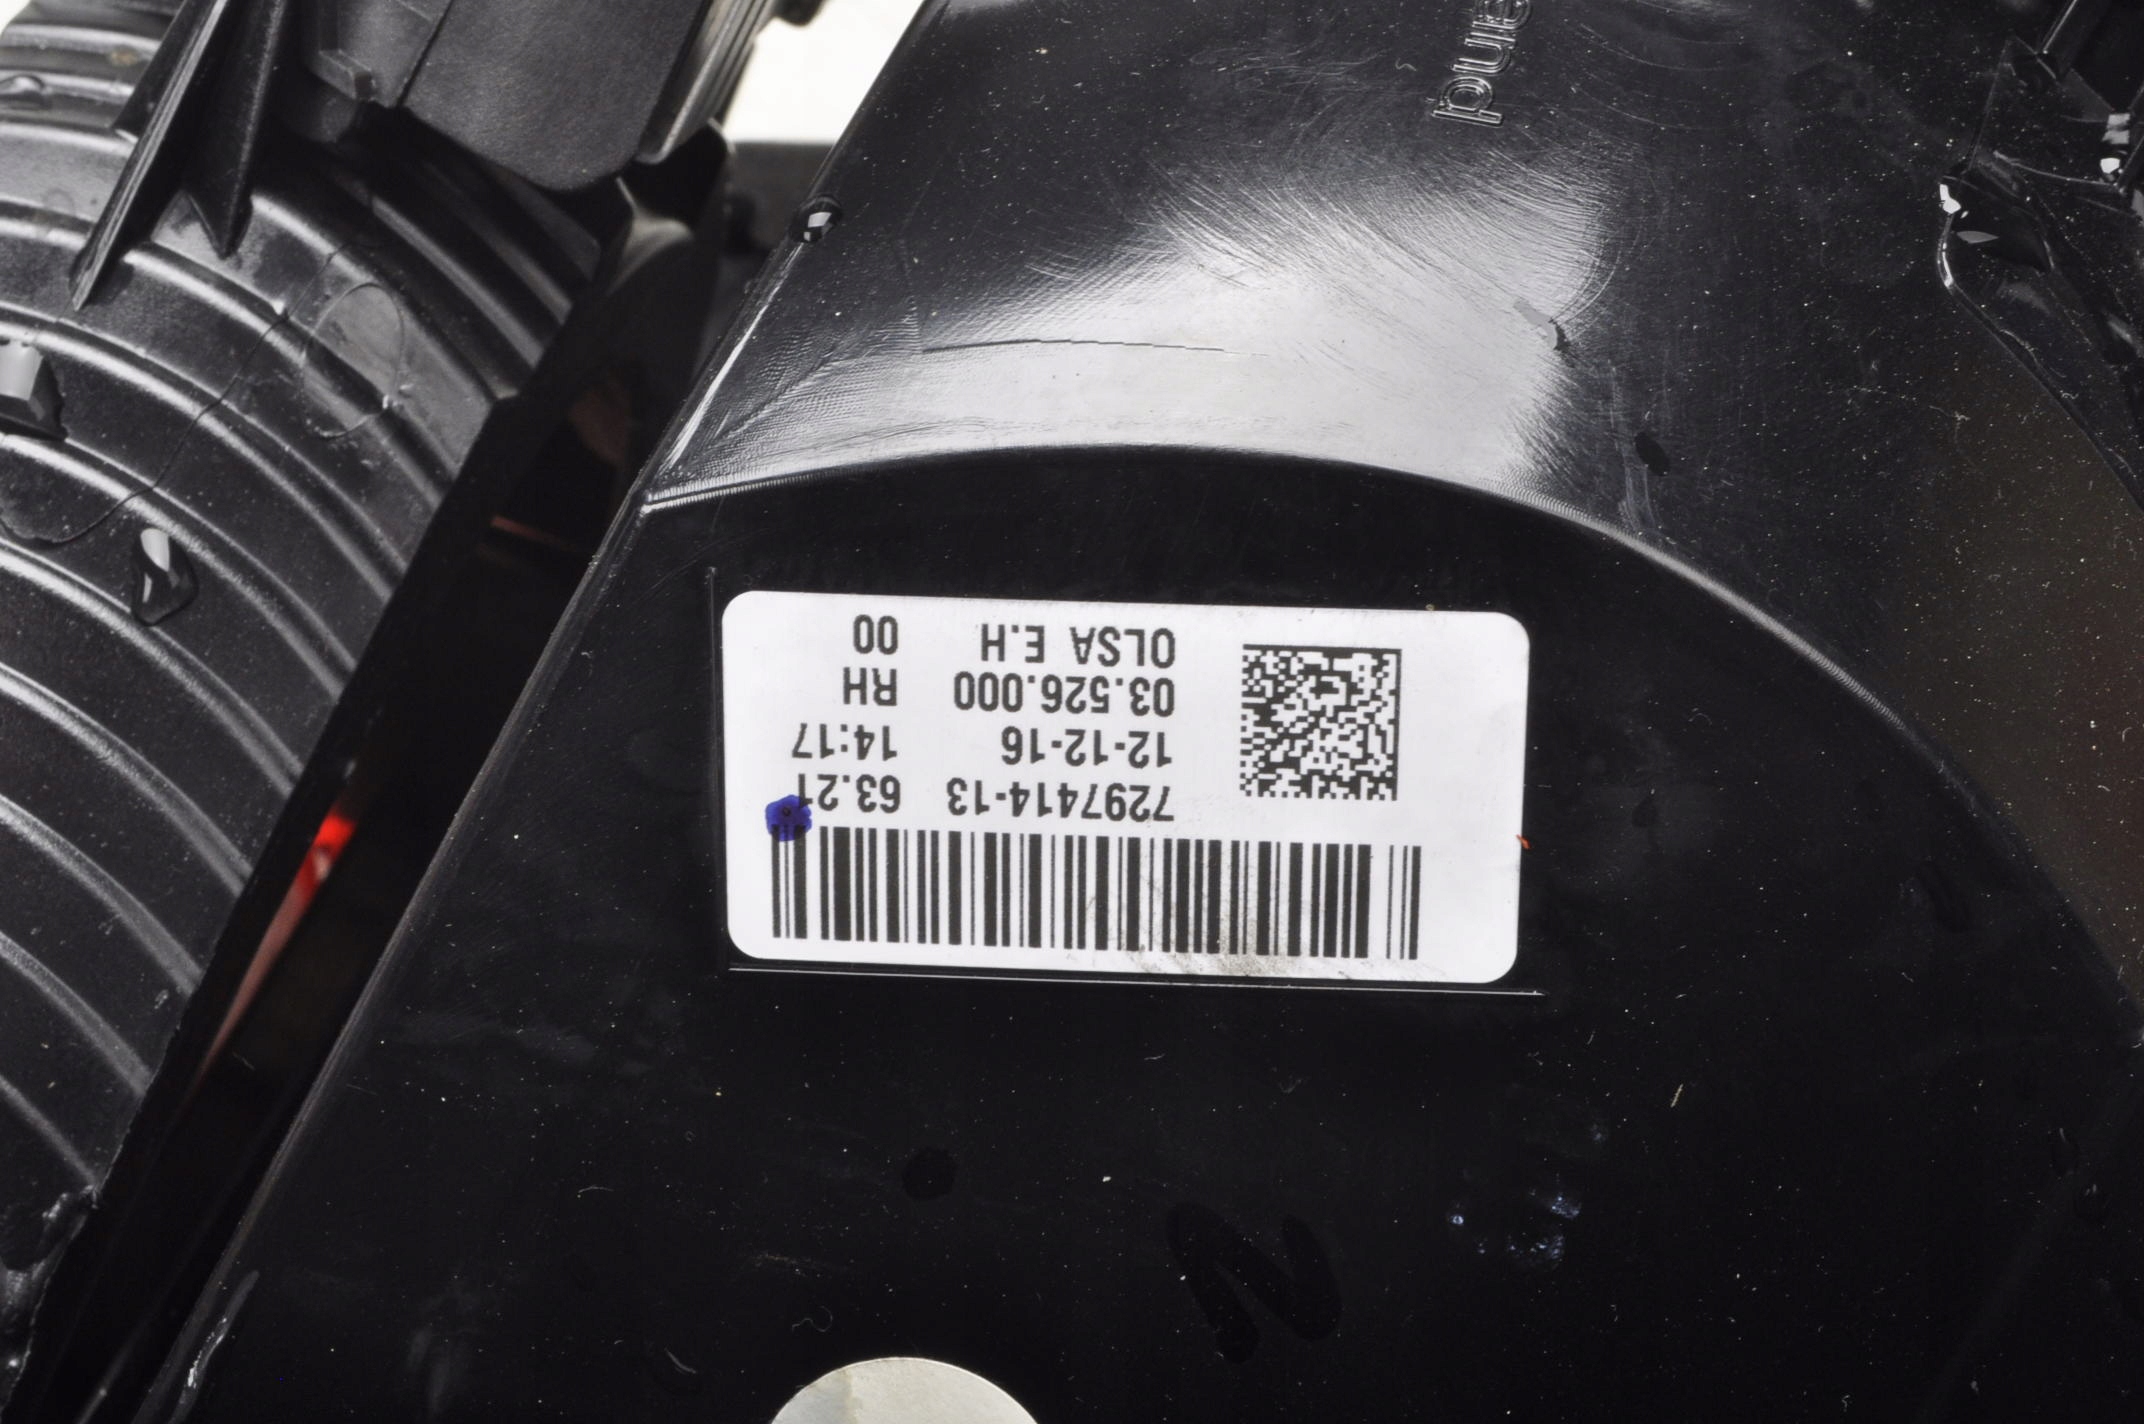 7297414-13 63.21
12-12-16 14:17
03.526.000 RH
OLSA E.H 00